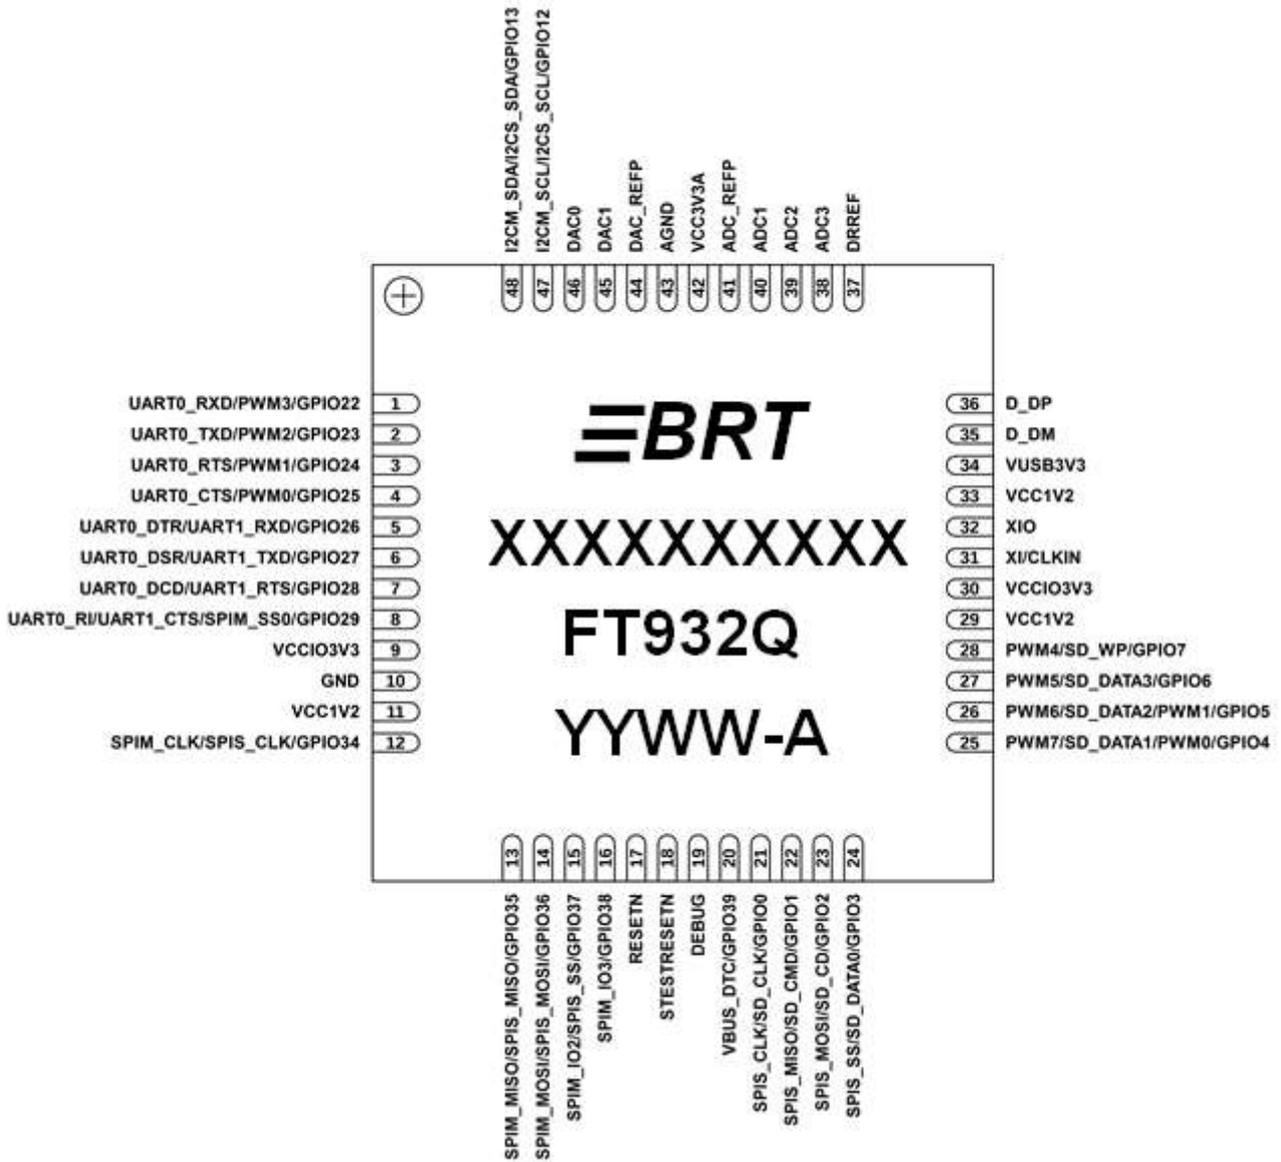 I2CM_SDA/I2CS_SDA/GPIO13
I2CM_SCL/I2CS_SCL/GPIO12
DAC0
DAC1
DAC_REFP
AGND
VCC3V3A
ADC_REFP
ADC1
ADC2
ADC3
DRREF
48
47
46
45
44
43
42
41
40
39
38
37
UART0_RXD/PWM3/GPIO22 1
UART0_TXD/PWM2/GPIO23 2
UART0_RTS/PWM1/GPIO24 3
UART0_CTS/PWM0/GPIO25 4
UART0_DTR/UART1_RXD/GPIO26 5
UART0_DSR/UART1_TXD/GPIO27 6
UART0_DCD/UART1_RTS/GPIO28 7
UART0_RI/UART1_CTS/SPIM_SS0/GPIO29 8
VCCIO3V3 9
GND 10
VCC1V2 11
SPIM_CLK/SPIS_CLK/GPIO34 12
BRT
XXXXXXXXXX
FT932Q
YYWW-A
36 D_DP
35 D_DM
34 VUSB3V3
33 VCC1V2
32 XIO
31 XI/CLKIN
30 VCCIO3V3
29 VCC1V2
28 PWM4/SD_WP/GPIO7
27 PWM5/SD_DATA3/GPIO6
26 PWM6/SD_DATA2/PWM1/GPIO5
25 PWM7/SD_DATA1/PWM0/GPIO4
13
14
15
16
17
18
19
20
21
22
23
24
SPIM_MISO/SPIS_MISO/GPIO35
SPIM_MOSI/SPIS_MOSI/GPIO36
SPIM_IO2/SPIS_SS/GPIO37
SPIM_IO3/GPIO38
RESETN
STESTRESETN
DEBUG
VBUS_DTC/GPIO39
SPIS_CLK/SD_CLK/GPIO0
SPIS_MISO/SD_CMD/GPIO1
SPIS_MOSI/SD_CD/GPIO2
SPIS_SS/SD_DATA0/GPIO3